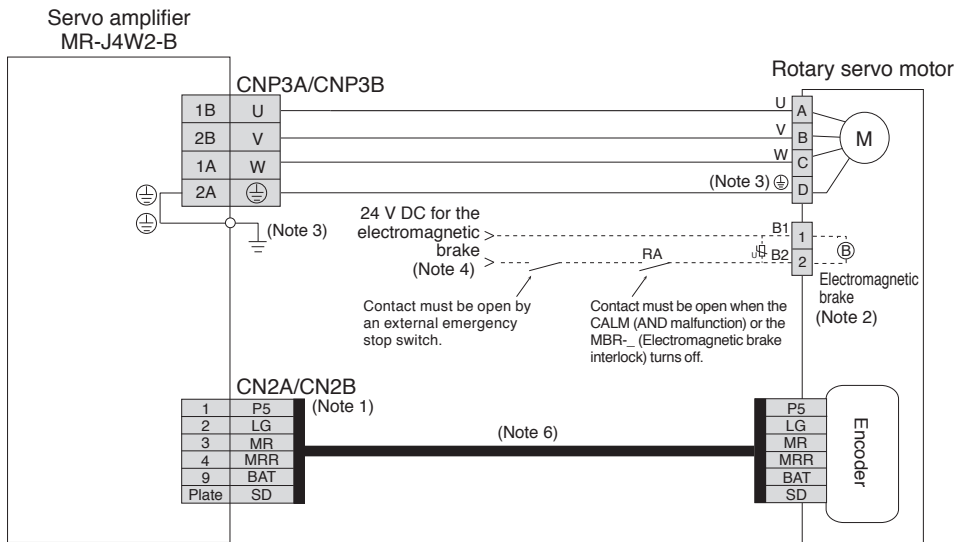 Servo amplifier
MR-J4W2-B
Rotary servo motor
CNP3A/CNP3B
1B U
2B V
1A W
2A
U A
V B
W C
(Note 3) D
M
(Note 3)
24 V DC for the
electromagnetic
brake
(Note 4)
RA
B1 1
U B2 2
B
Electromagnetic
brake
(Note 2)
Contact must be open by
an external emergency
stop switch.
Contact must be open when the
CALM (AND malfunction) or the
MBR-_ (Electromagnetic brake
interlock) turns off.
CN2A/CN2B
(Note 1)
1 P5
2 LG
3 MR
4 MRR
9 BAT
Plate SD
(Note 6)
P5
LG
MR
MRR
BAT
SD
Encoder